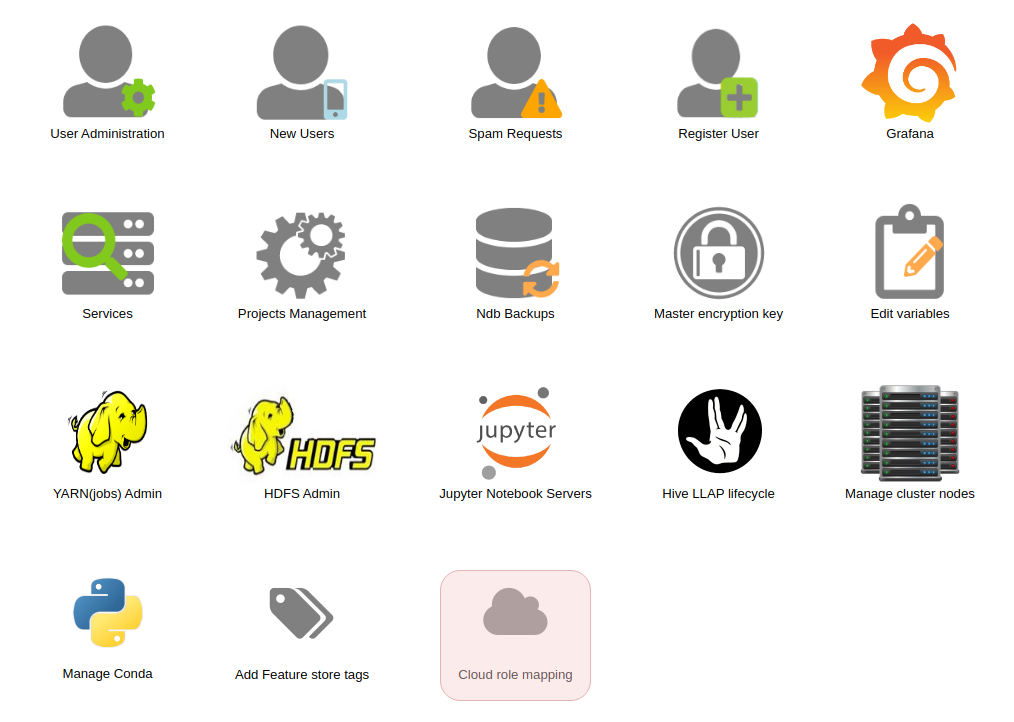 User Administration
New Users
Spam Requests
Register User
Grafana
Services
Projects Management
Ndb Backups
Master encryption key
Edit variables
HDFS
jupyter
YARN(jobs) Admin
HDFS Admin
Jupyter Notebook Servers
Hive LLAP lifecycle
Manage cluster nodes
Manage Conda
Add Feature store tags
Cloud role mapping